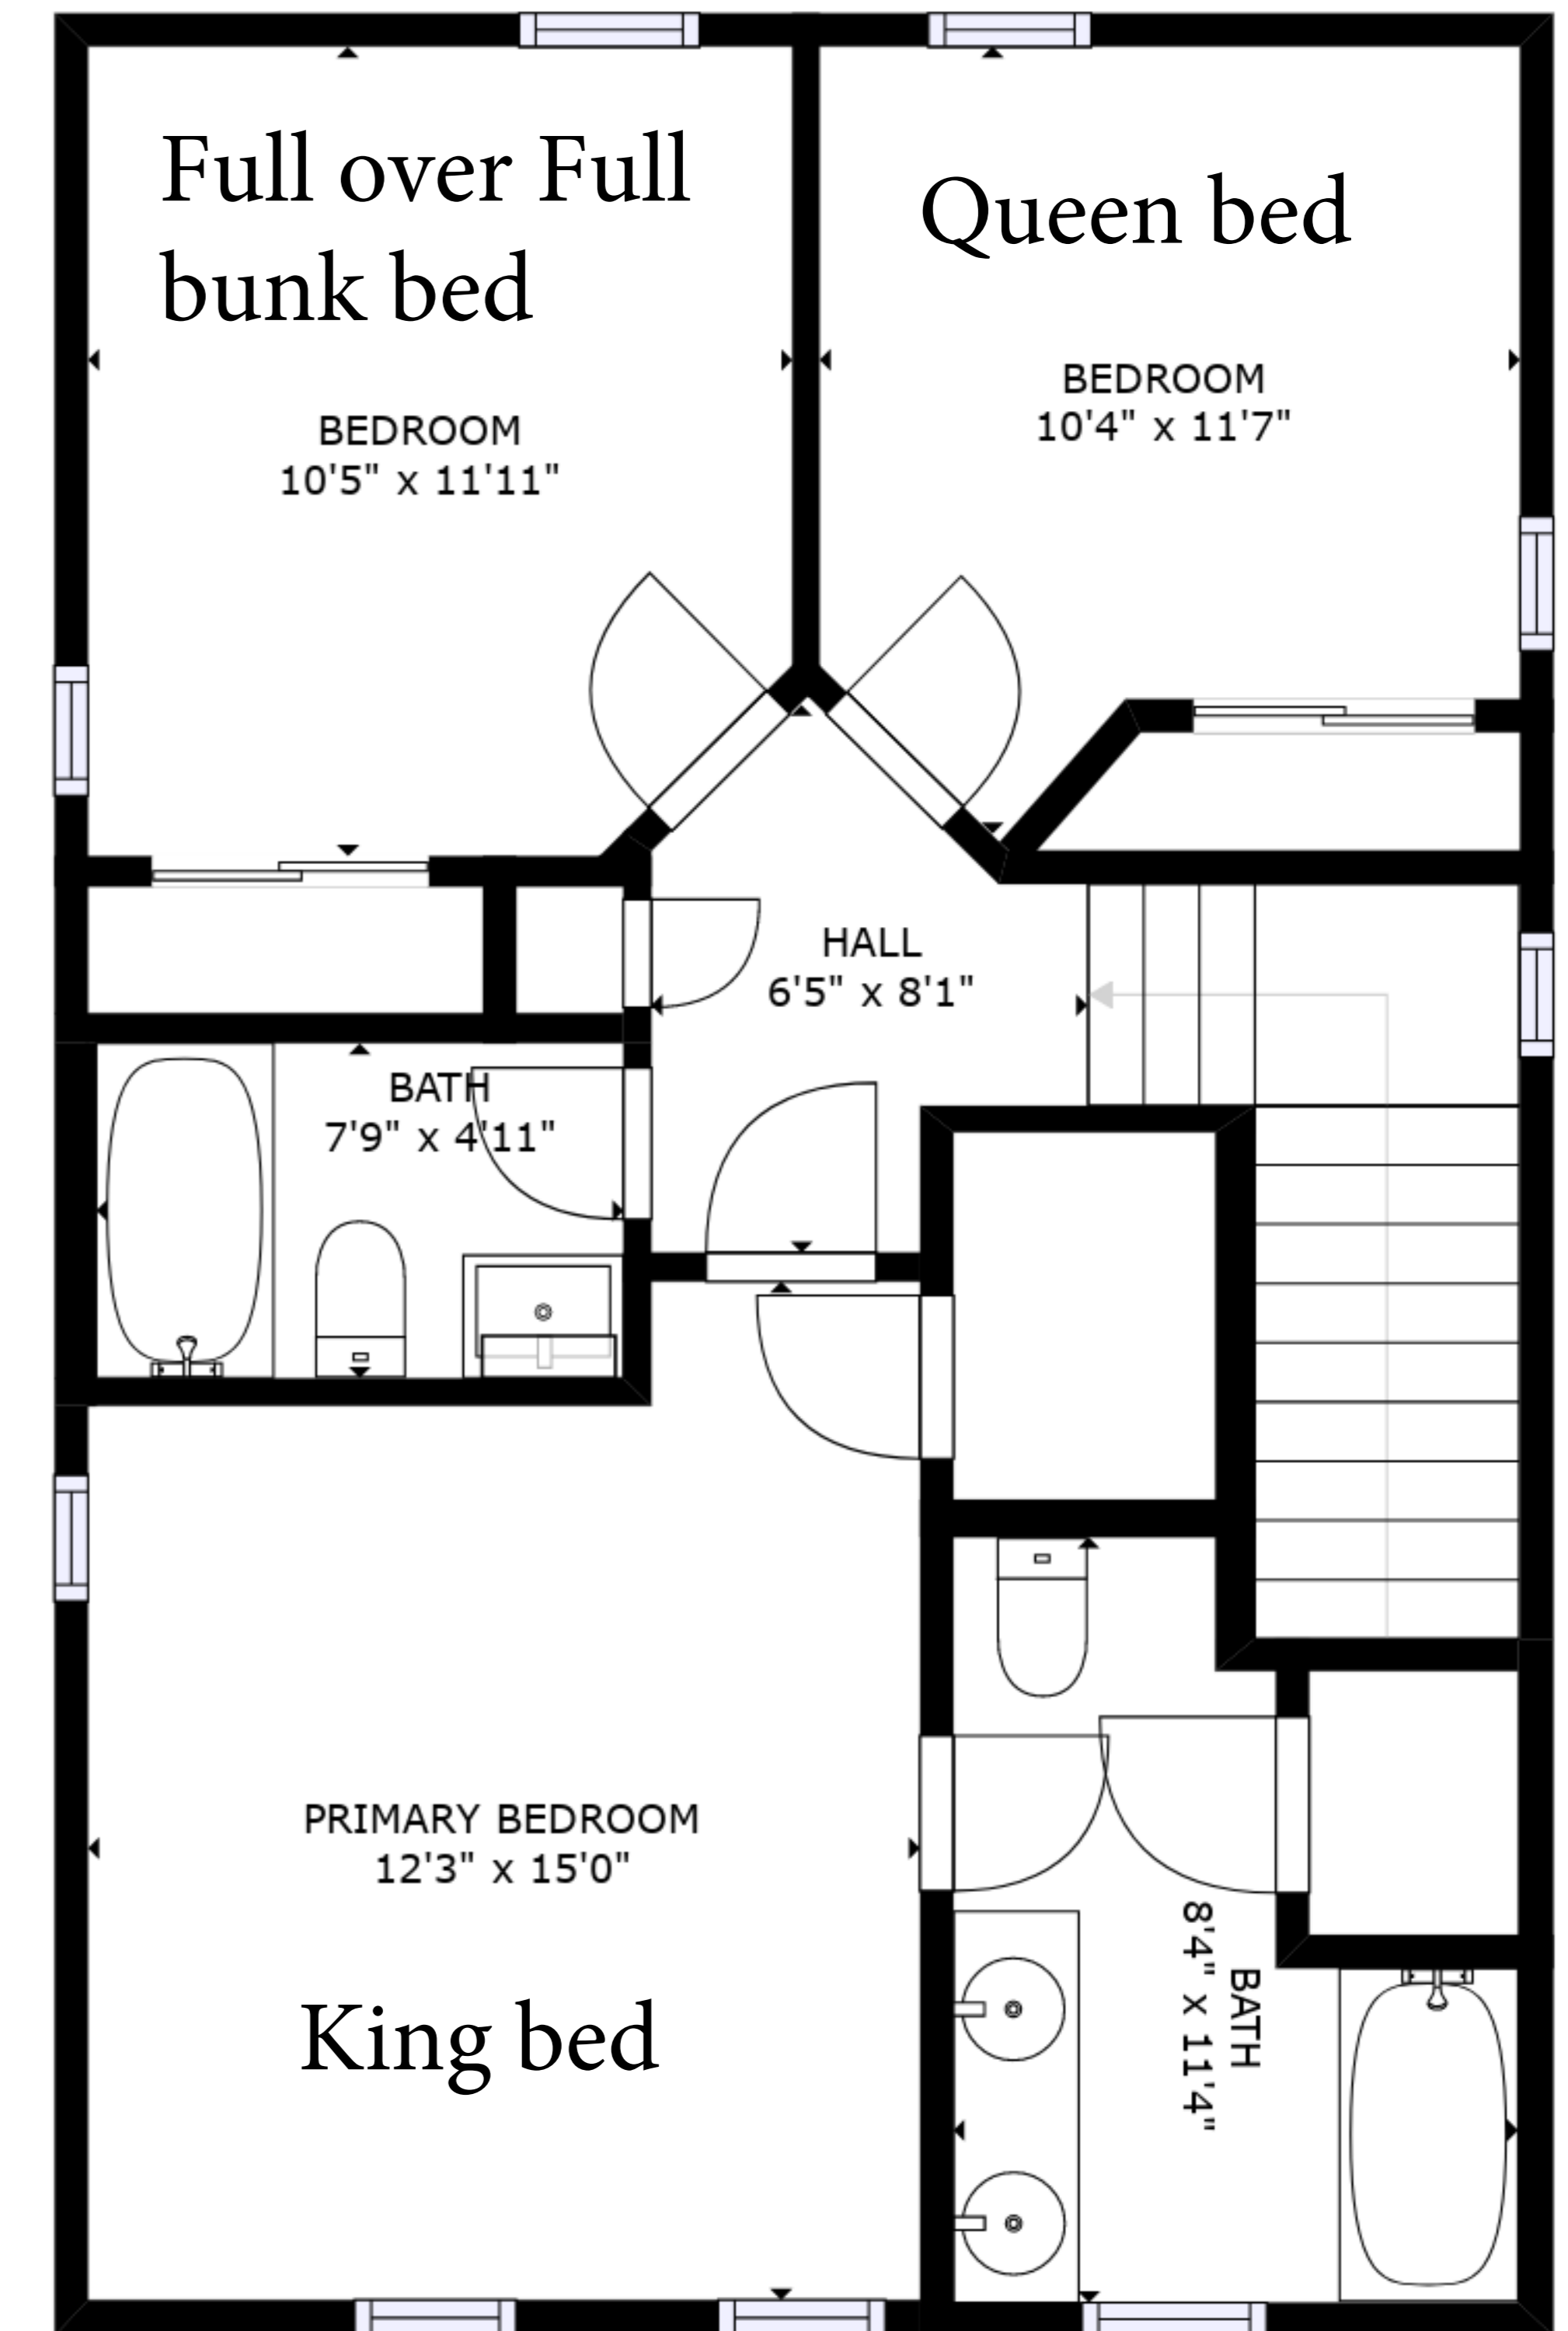 Full over Full
bunk bed
BEDROOM
10'5" x 11'11"
Queen bed
BEDROOM
10'4" x 11'7"
HALL
6'5" x 8'1"
BATH
7'9" x 4'11"
PRIMARY BEDROOM
12'3" x 15'0"
King bed
BATH
8'4" x 11'4"